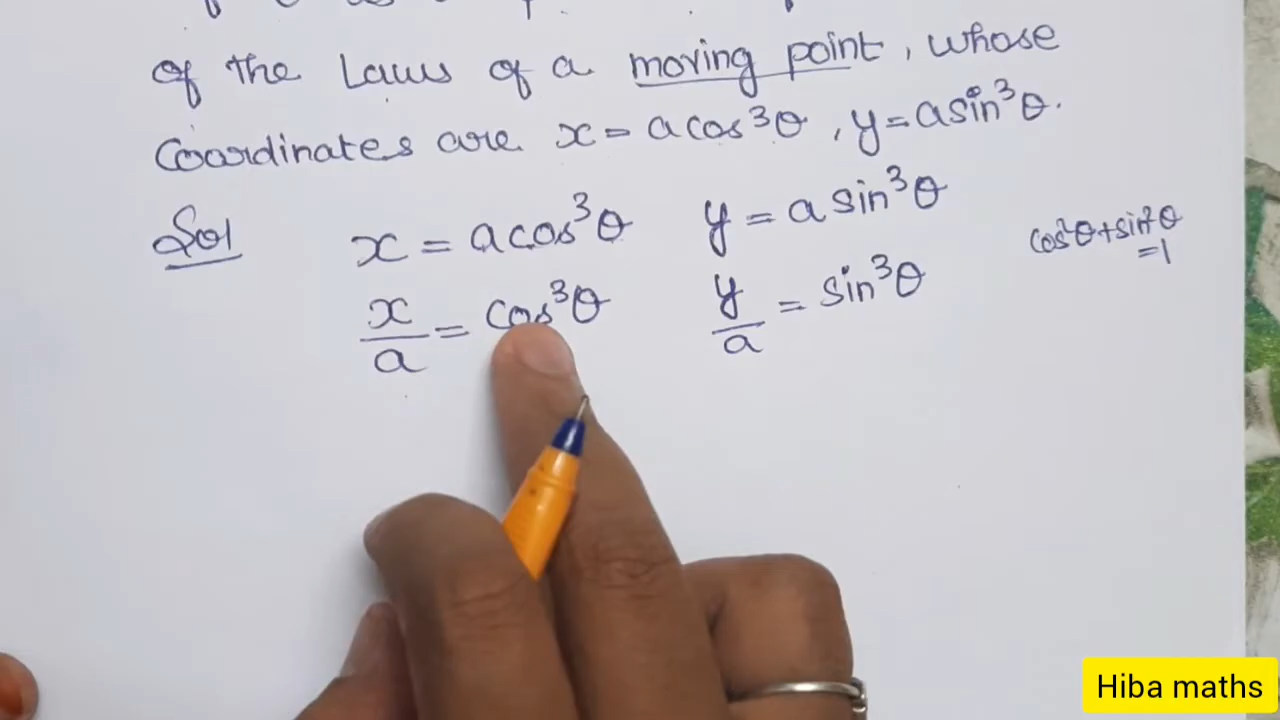 of the Laws of a moving point, whose
Coordinates are x = a cos³θ, y = a sin³θ.
Sol x = a cos³θ y = a sin³θ
cos²θ + sin²θ = 1
x/a = cos³θ y/a = sin³θ
Hiba maths